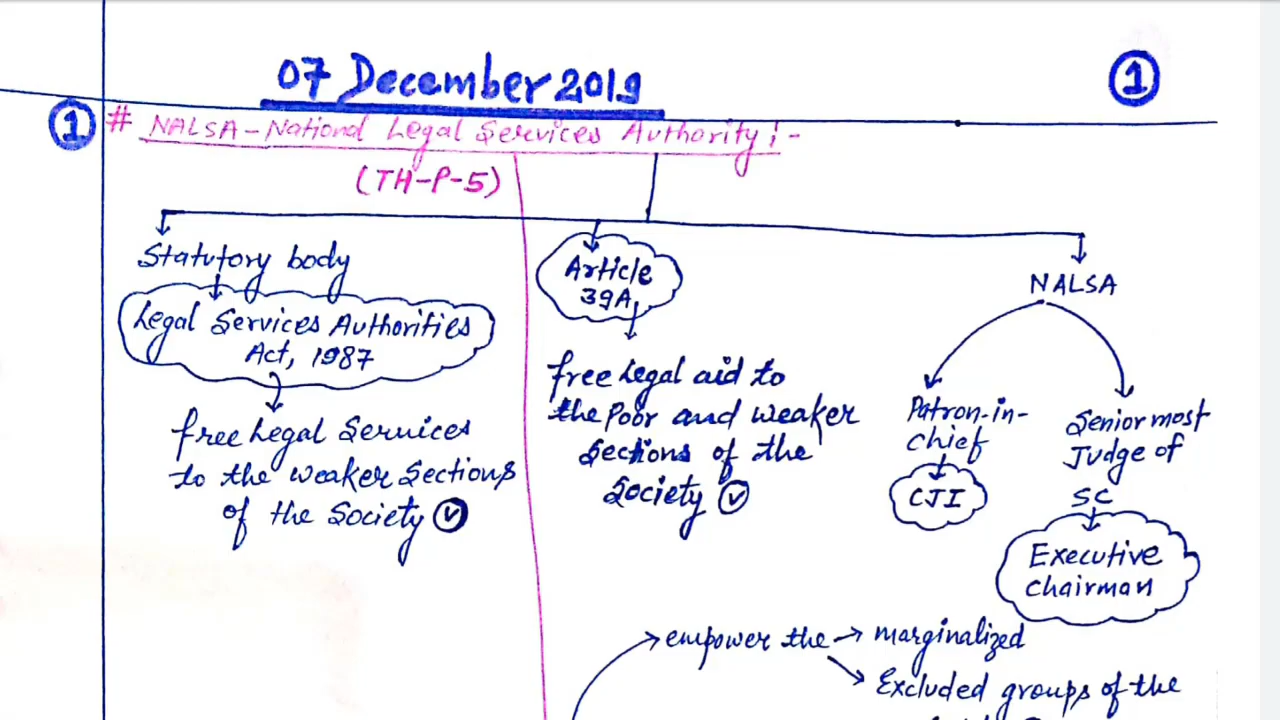 07 December 2019
1
1
# NALSA-National Legal Services Authority:-
(TH-P-5)
Statutory body
Legal Services Authorities
Act, 1987
free Legal Services
to the weaker sections
of the Society
Article
39A
free Legal aid to
the Poor and weaker
Sections of the
Society
NALSA
Patron-in-
chief
CJI
Senior most
Judge of
SC
Executive
Chairman
empower the
marginalized
Excluded groups of the